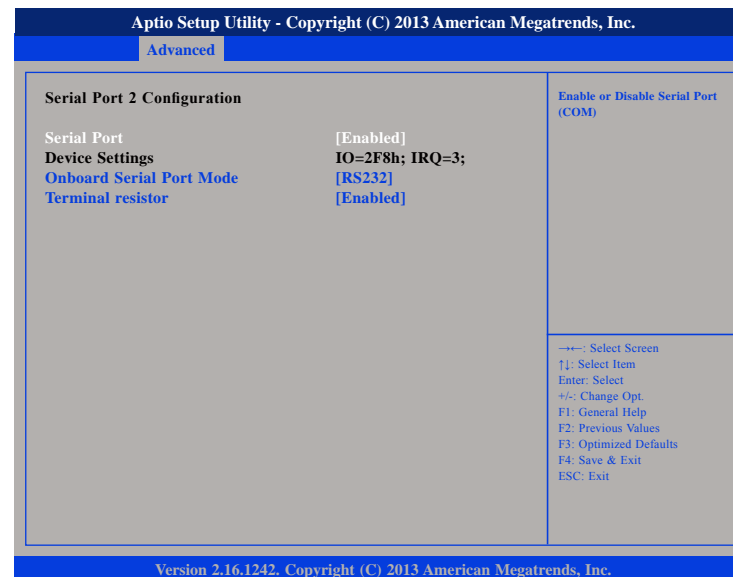 Aptio Setup Utility - Copyright (C) 2013 American Megatrends, Inc.
Advanced
Serial Port 2 Configuration
Serial Port [Enabled]
Device Settings IO=2F8h; IRQ=3;
Onboard Serial Port Mode [RS232]
Terminal resistor [Enabled]
Enable or Disable Serial Port
(COM)
→←: Select Screen
↑↓: Select Item
Enter: Select
+/-: Change Opt.
F1: General Help
F2: Previous Values
F3: Optimized Defaults
F4: Save & Exit
ESC: Exit
Version 2.16.1242. Copyright (C) 2013 American Megatrends, Inc.